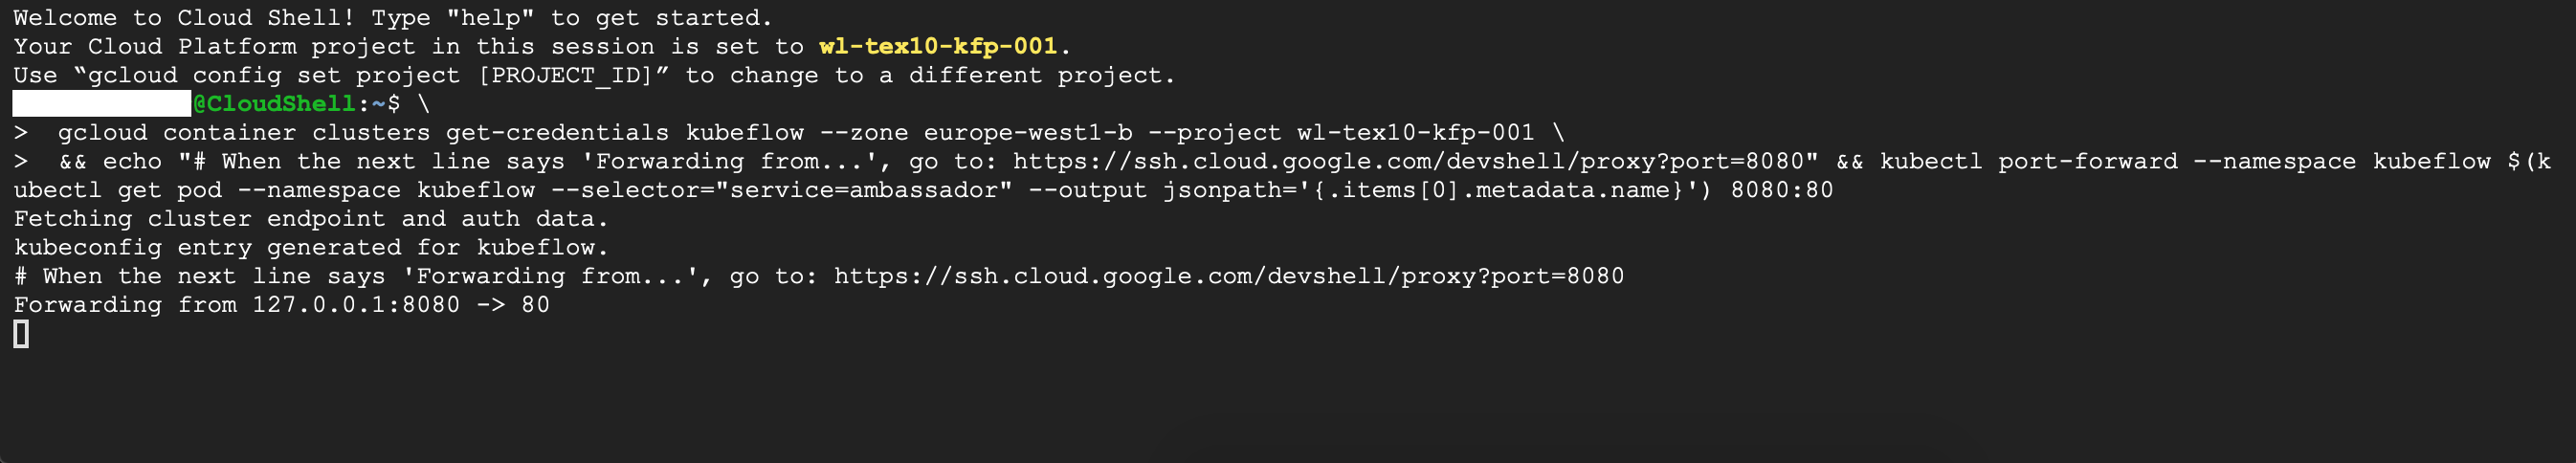 Welcome to Cloud Shell! Type "help" to get started.
Your Cloud Platform project in this session is set to wl-tex10-kfp-001.
Use “gcloud config set project [PROJECT_ID]” to change to a different project.
@CloudShell:~$ \
>  gcloud container clusters get-credentials kubeflow --zone europe-west1-b --project wl-tex10-kfp-001 \
>  && echo "# When the next line says 'Forwarding from...', go to: https://ssh.cloud.google.com/devshell/proxy?port=8080" && kubectl port-forward --namespace kubeflow $(k
ubectl get pod --namespace kubeflow --selector="service=ambassador" --output jsonpath='{.items[0].metadata.name}') 8080:80
Fetching cluster endpoint and auth data.
kubeconfig entry generated for kubeflow.
# When the next line says 'Forwarding from...', go to: https://ssh.cloud.google.com/devshell/proxy?port=8080
Forwarding from 127.0.0.1:8080 -> 80